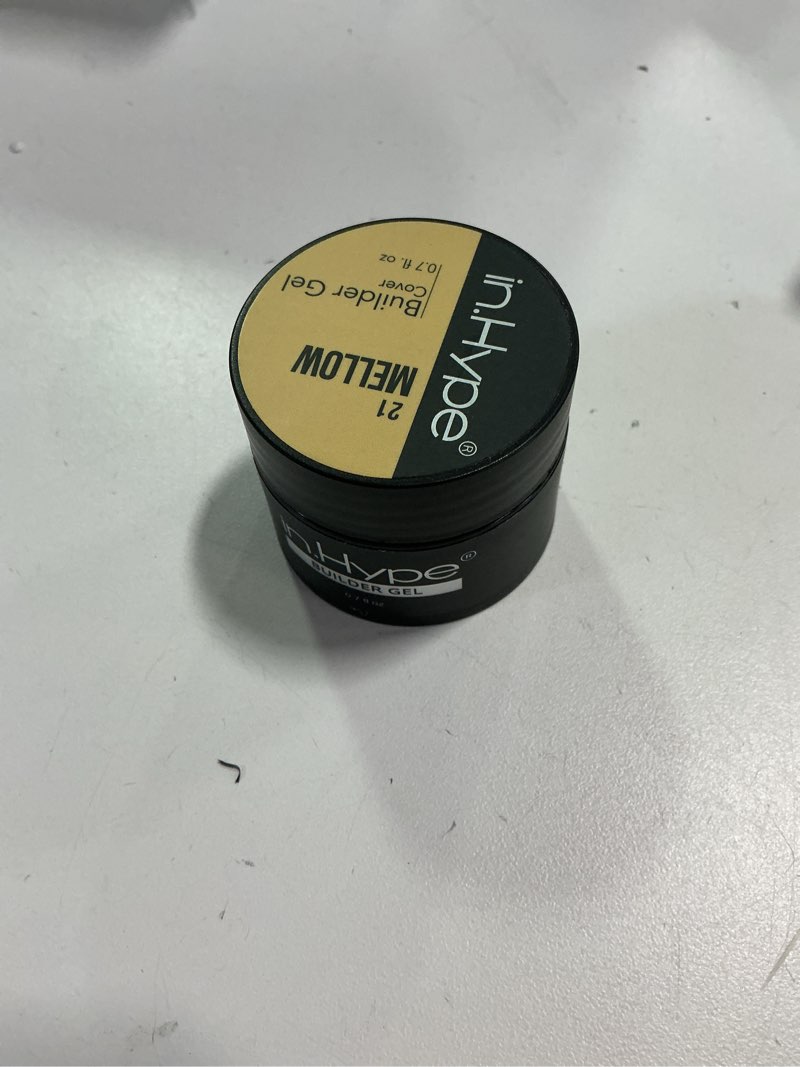 in.Hype®
21
MELLOW
Builder Gel
Cover
0.7 fl. oz
in.Hype®
BUILDER GEL